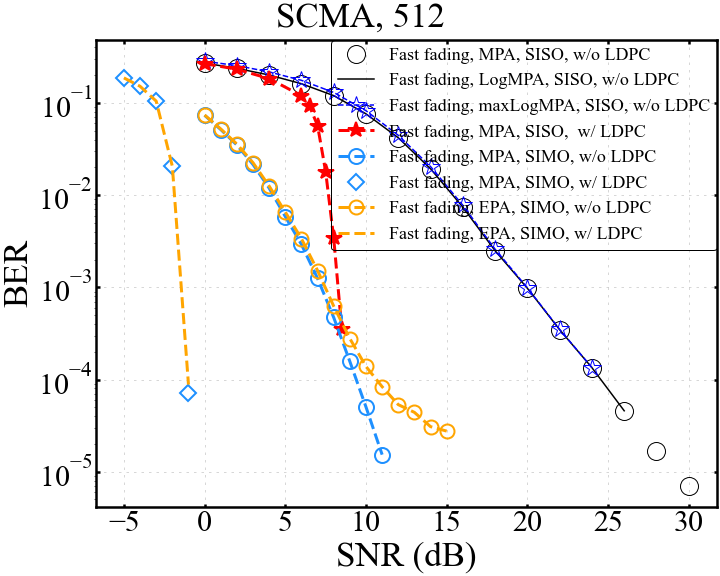 SCMA, 512
Fast fading, MPA, SISO, w/o LDPC
Fast fading, LogMPA, SISO, w/o LDPC
Fast fading, maxLogMPA, SISO, w/o LDPC
Fast fading, MPA, SISO,  w/ LDPC
Fast fading, MPA, SIMO, w/o LDPC
Fast fading, MPA, SIMO, w/ LDPC
Fast fading, EPA, SIMO, w/o LDPC
Fast fading, EPA, SIMO, w/ LDPC
BER
10⁻¹
10⁻²
10⁻³
10⁻⁴
10⁻⁵
−5 0 5 10 15 20 25 30
SNR (dB)